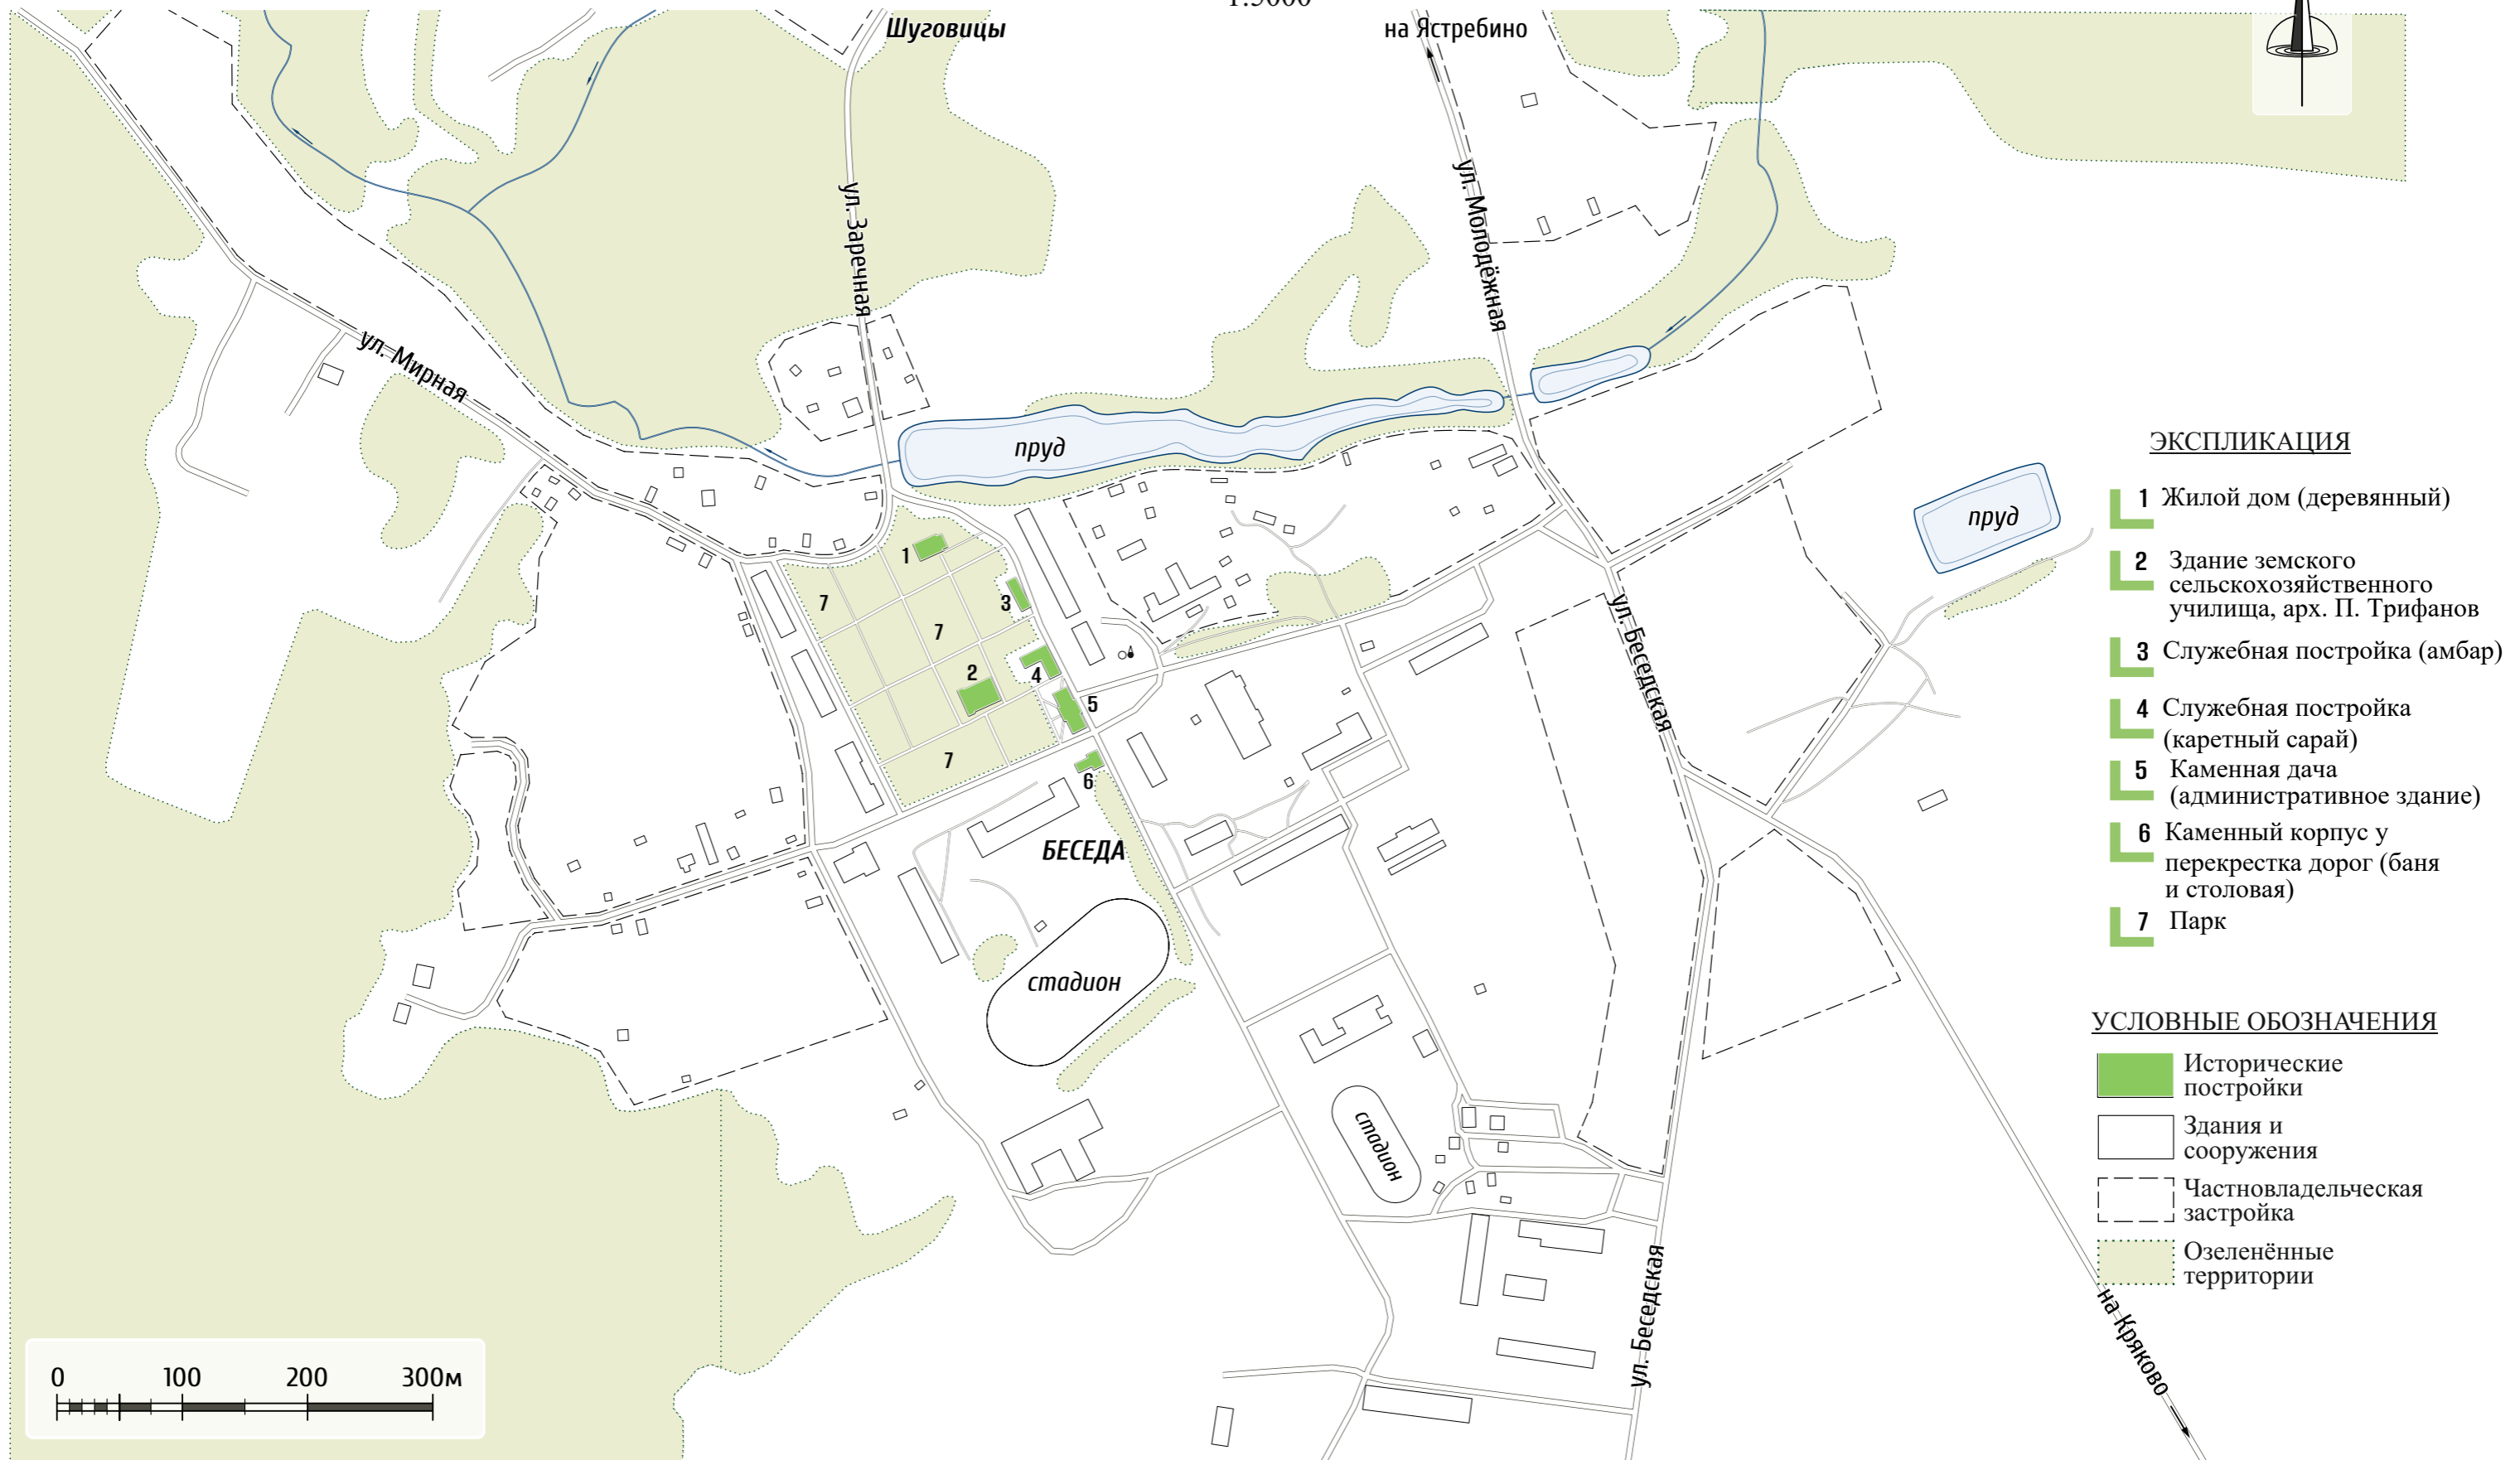 1:5000
Шуговицы
на Ястребино
ул. Заречная
ул. Молодёжная
ул. Мирная
пруд
пруд
ул. Беседская
1
7
3
7
2
4
5
7
6
БЕСЕДА
стадион
стадион
ул. Беседская
на Кряково
ЭКСПЛИКАЦИЯ
1 Жилой дом (деревянный)
2 Здание земского
сельскохозяйственного
училища, арх. П. Трифанов
3 Служебная постройка (амбар)
4 Служебная постройка
(каретный сарай)
5 Каменная дача
(административное здание)
6 Каменный корпус у
перекрестка дорог (баня
и столовая)
7 Парк
УСЛОВНЫЕ ОБОЗНАЧЕНИЯ
Исторические
постройки
Здания и
сооружения
Частновладельческая
застройка
Озеленённые
территории
0 100 200 300м